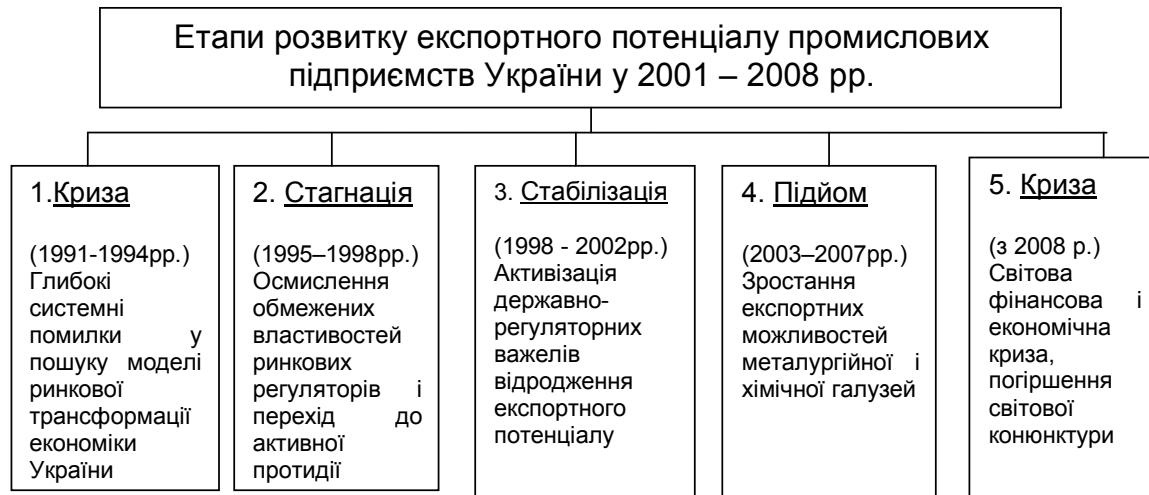 Етапи розвитку експортного потенціалу промислових
підприємств України у 2001 – 2008 рр.
1.Криза
(1991-1994рр.)
Глибокі
системні
помилки у
пошуку моделі
ринкової
трансформації
економіки
України
2. Стагнація
(1995–1998рр.)
Осмислення
обмежених
властивостей
ринкових
регуляторів і
перехід до
активної
протидії
3. Стабілізація
(1998 - 2002рр.)
Активізація
державно-
регуляторних
важелів
відродження
експортного
потенціалу
4. Підйом
(2003–2007рр.)
Зростання
експортних
можливостей
металургійної і
хімічної галузей
5. Криза
(з 2008 р.)
Світова
фінансова і
економічна
криза,
погіршення
світової
конюнктури